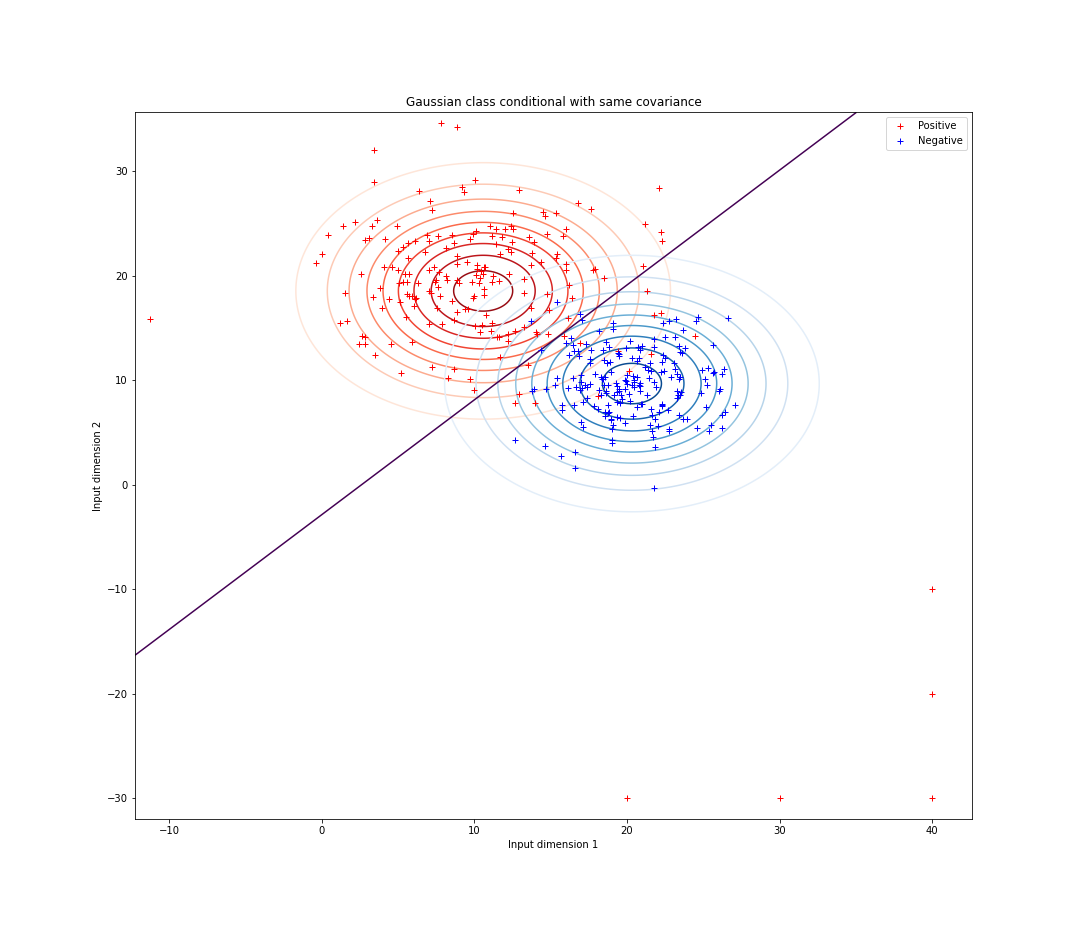 Gaussian class conditional with same covariance
Positive
Negative
Input dimension 2
30
20
10
0
−10
−20
−30
−10
0
10
20
30
40
Input dimension 1